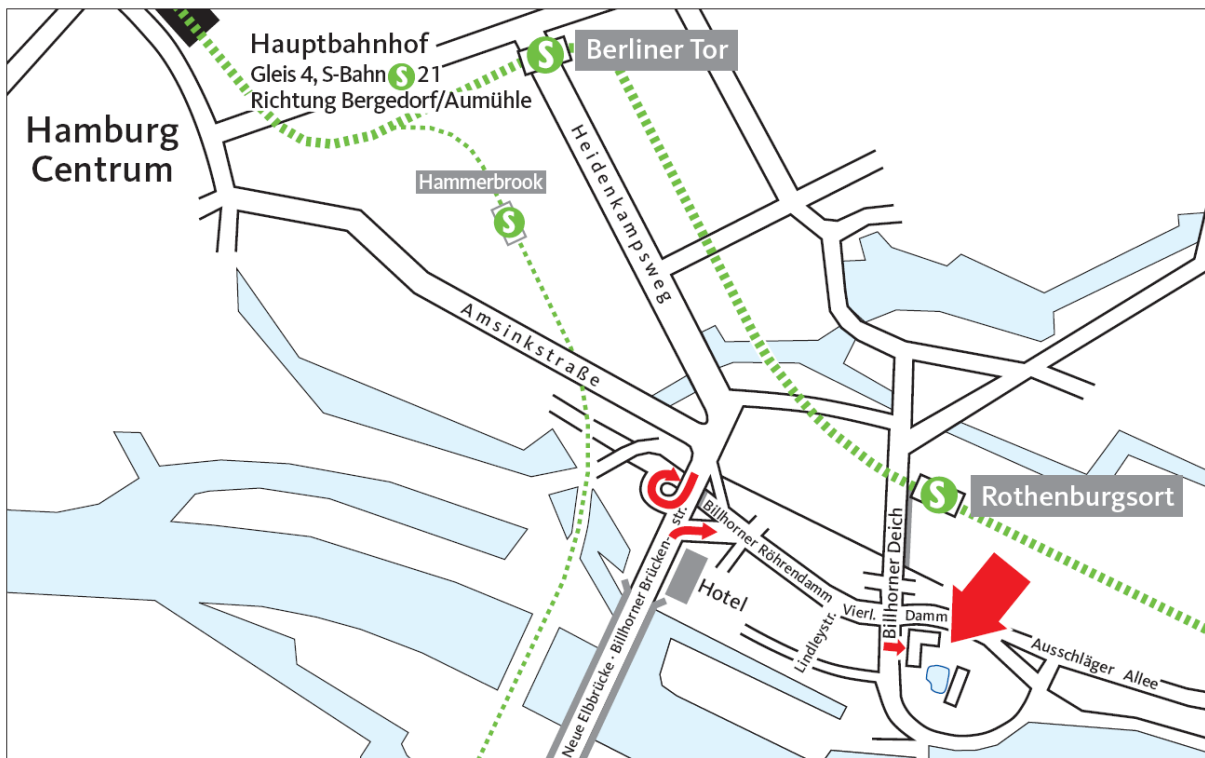 Hauptbahnhof
Gleis 4, S-Bahn S 21
Richtung Bergedorf/Aumühle
S Berliner Tor
Hamburg
Centrum
Heidenkampsweg
Hammerbrook
S
Amsinkstraße
S Rothenburgsort
Billhorner Röhrendamm
Billhorner Deich
Neue Elbbrücke · Billhorner Brücken-
str.
Hotel
Lindleystr.
Vierl. Damm
Ausschläger Allee